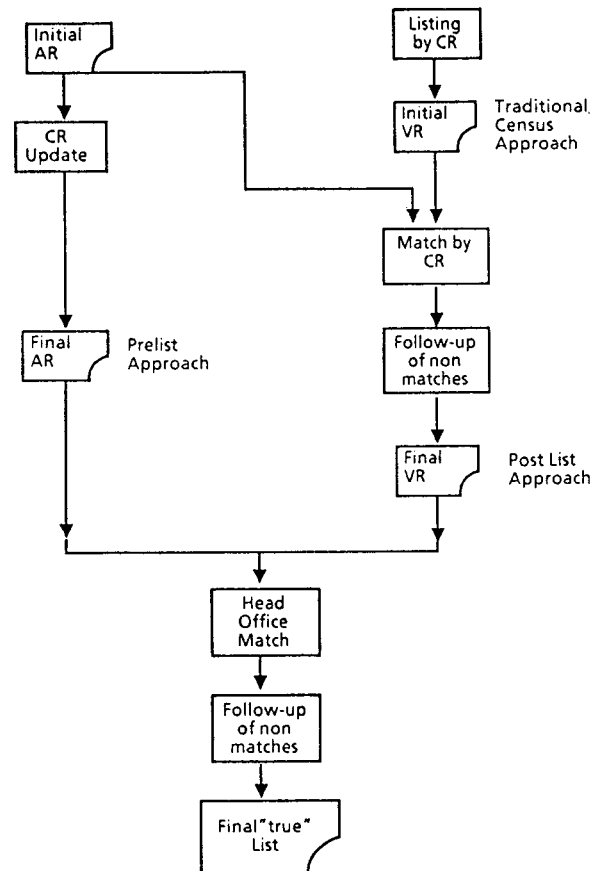 Initial
AR
Listing
by CR
CR
Update
Initial
VR
Traditional
Census
Approach
Match by
CR
Final
AR
Prelist
Approach
Follow-up
of non
matches
Final
VR
Post List
Approach
Head
Office
Match
Follow-up
of non
matches
Final "true"
List